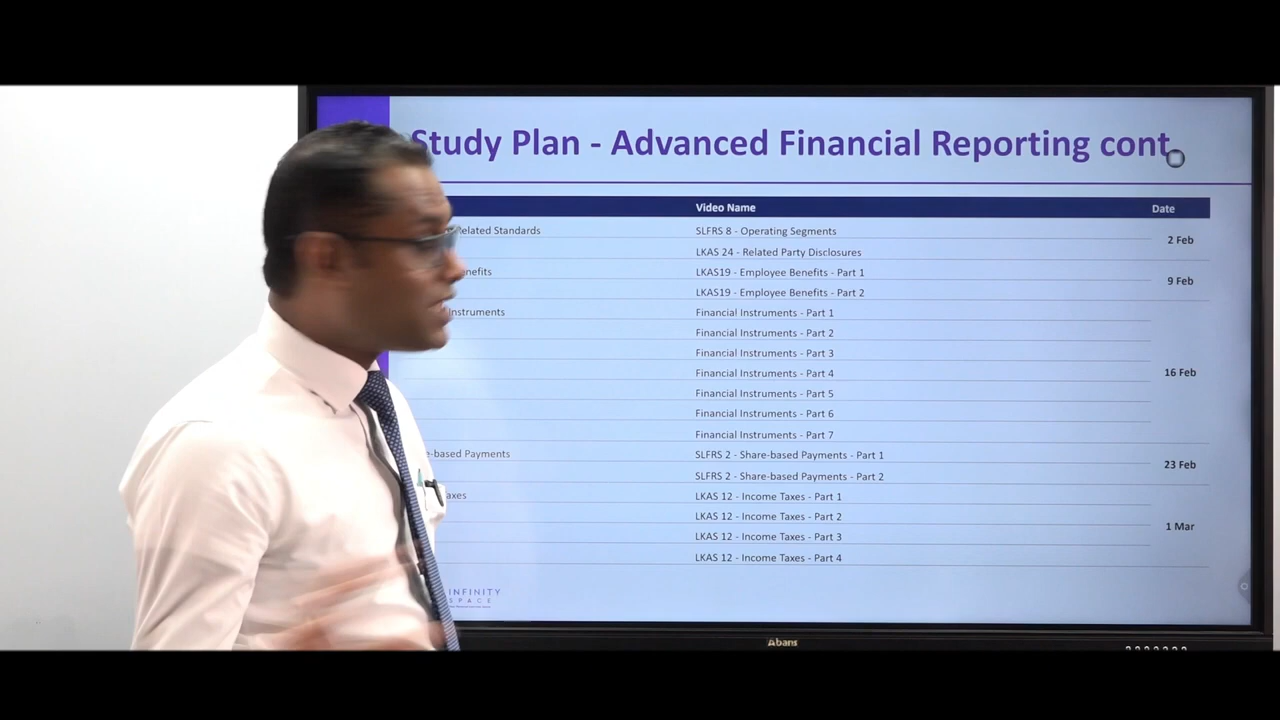 Study Plan - Advanced Financial Reporting cont.
Video Name Date
Related Standards SLFRS 8 - Operating Segments 2 Feb
LKAS 24 - Related Party Disclosures
LKAS19 - Employee Benefits - Part 1 9 Feb
LKAS19 - Employee Benefits - Part 2
Instruments Financial Instruments - Part 1
Financial Instruments - Part 2
Financial Instruments - Part 3
Financial Instruments - Part 4 16 Feb
Financial Instruments - Part 5
Financial Instruments - Part 6
Financial Instruments - Part 7
e-based Payments SLFRS 2 - Share-based Payments - Part 1 23 Feb
SLFRS 2 - Share-based Payments - Part 2
axes LKAS 12 - Income Taxes - Part 1
LKAS 12 - Income Taxes - Part 2 1 Mar
LKAS 12 - Income Taxes - Part 3
LKAS 12 - Income Taxes - Part 4
INFINITY
SPACE
Abans